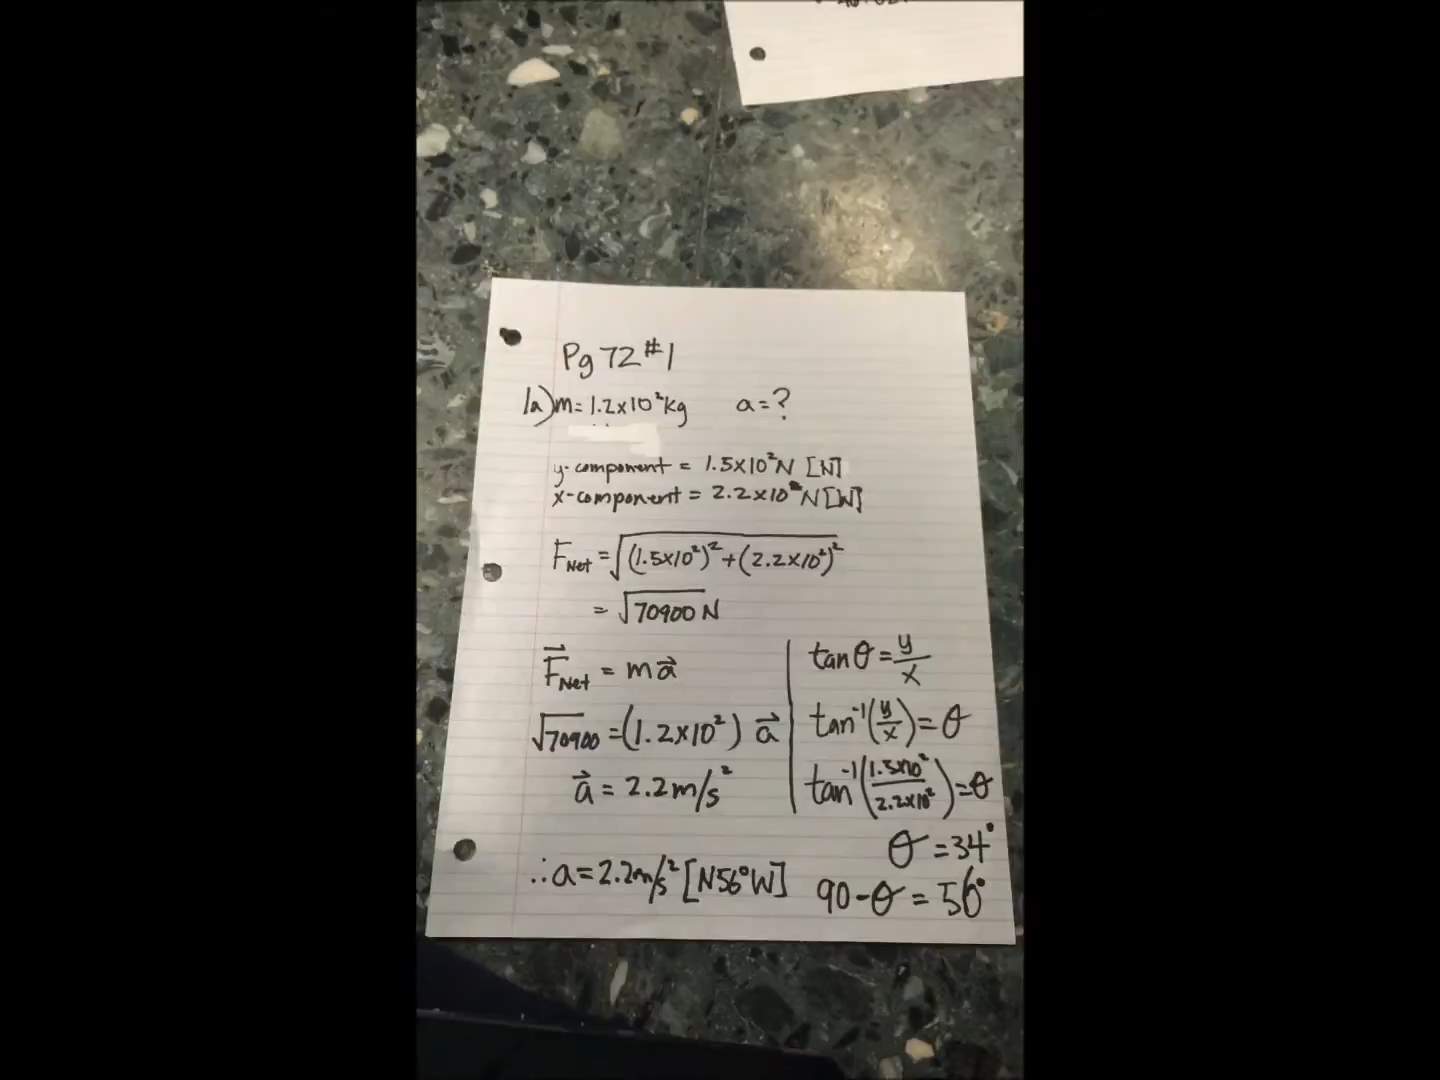 Pg 72 #1
1a) m = 1.2x10²kg a = ?
y-component = 1.5x10²N [N]
x-component = 2.2x10²N [W]
F_Net = √((1.5x10²)² + (2.2x10²)²)
= √70900 N
F⃗_Net = ma⃗
√70900 = (1.2x10²) a⃗
a⃗ = 2.2m/s²
∴ a = 2.2m/s² [N56°W]
tanθ = y/x
tan⁻¹(y/x) = θ
tan⁻¹(1.5x10²/2.2x10²) = θ
θ = 34°
90 - θ = 56°